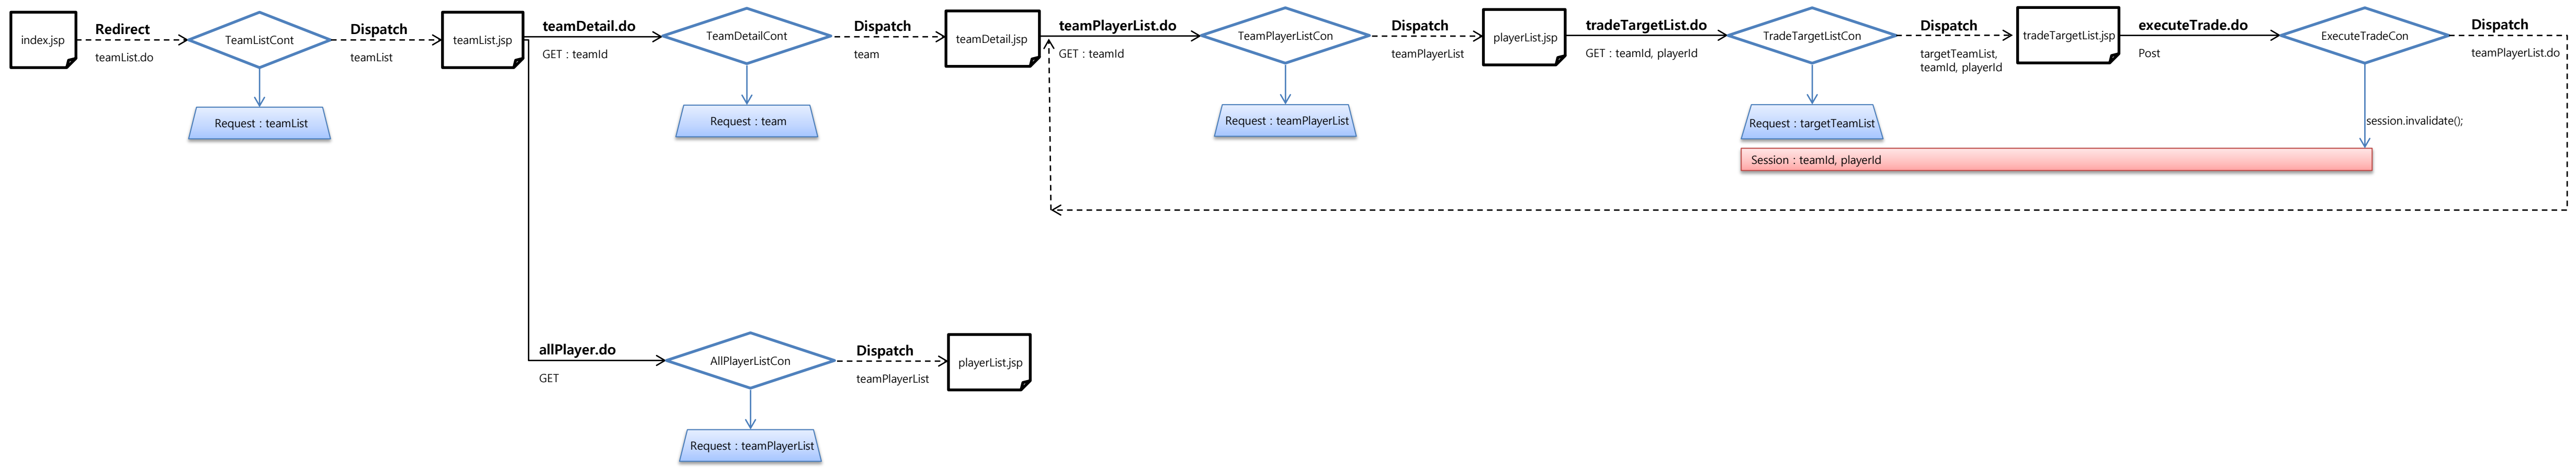 index.jsp
Redirect
teamList.do
TeamListCont
Request : teamList
Dispatch
teamList
teamList.jsp
teamDetail.do
GET : teamId
TeamDetailCont
Request : team
Dispatch
team
teamDetail.jsp
teamPlayerList.do
GET : teamId
TeamPlayerListCon
Request : teamPlayerList
Dispatch
teamPlayerList
playerList.jsp
tradeTargetList.do
GET : teamId, playerId
TradeTargetListCon
Request : targetTeamList
Session : teamId, playerId
Dispatch
targetTeamList,
teamId, playerId
tradeTargetList.jsp
executeTrade.do
Post
ExecuteTradeCon
session.invalidate();
Dispatch
teamPlayerList.do
allPlayer.do
GET
AllPlayerListCon
Request : teamPlayerList
Dispatch
teamPlayerList
playerList.jsp